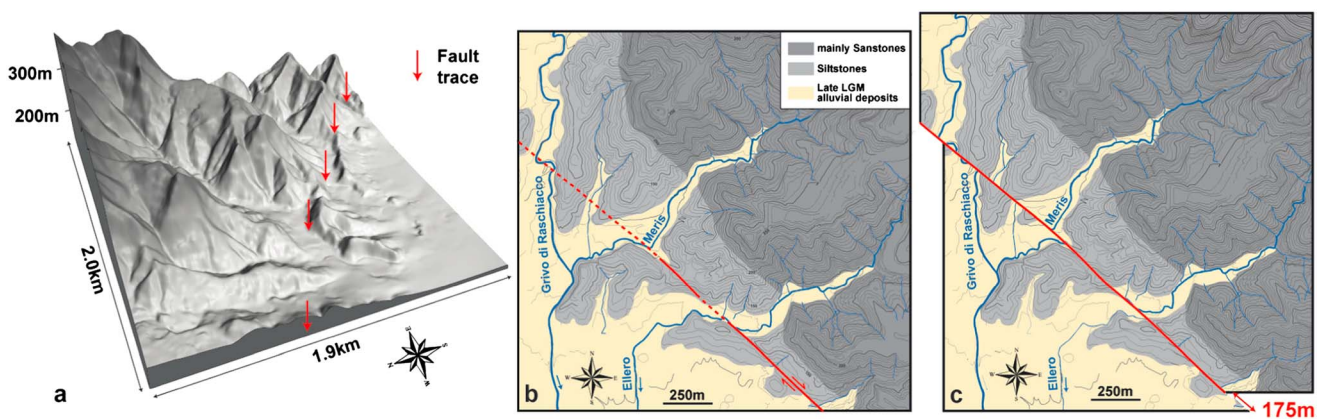 300m
200m
2.0km
1.9km
Fault
trace
a
mainly Sanstones
Siltstones
Late LGM
alluvial deposits
Grivo di Raschiacco
Meris
Ellero
250m
b
Grivo di Raschiacco
Meris
Ellero
250m
c
175m